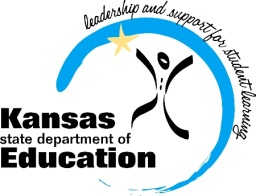 leadership and support for student learning
Kansas
state department of
Education